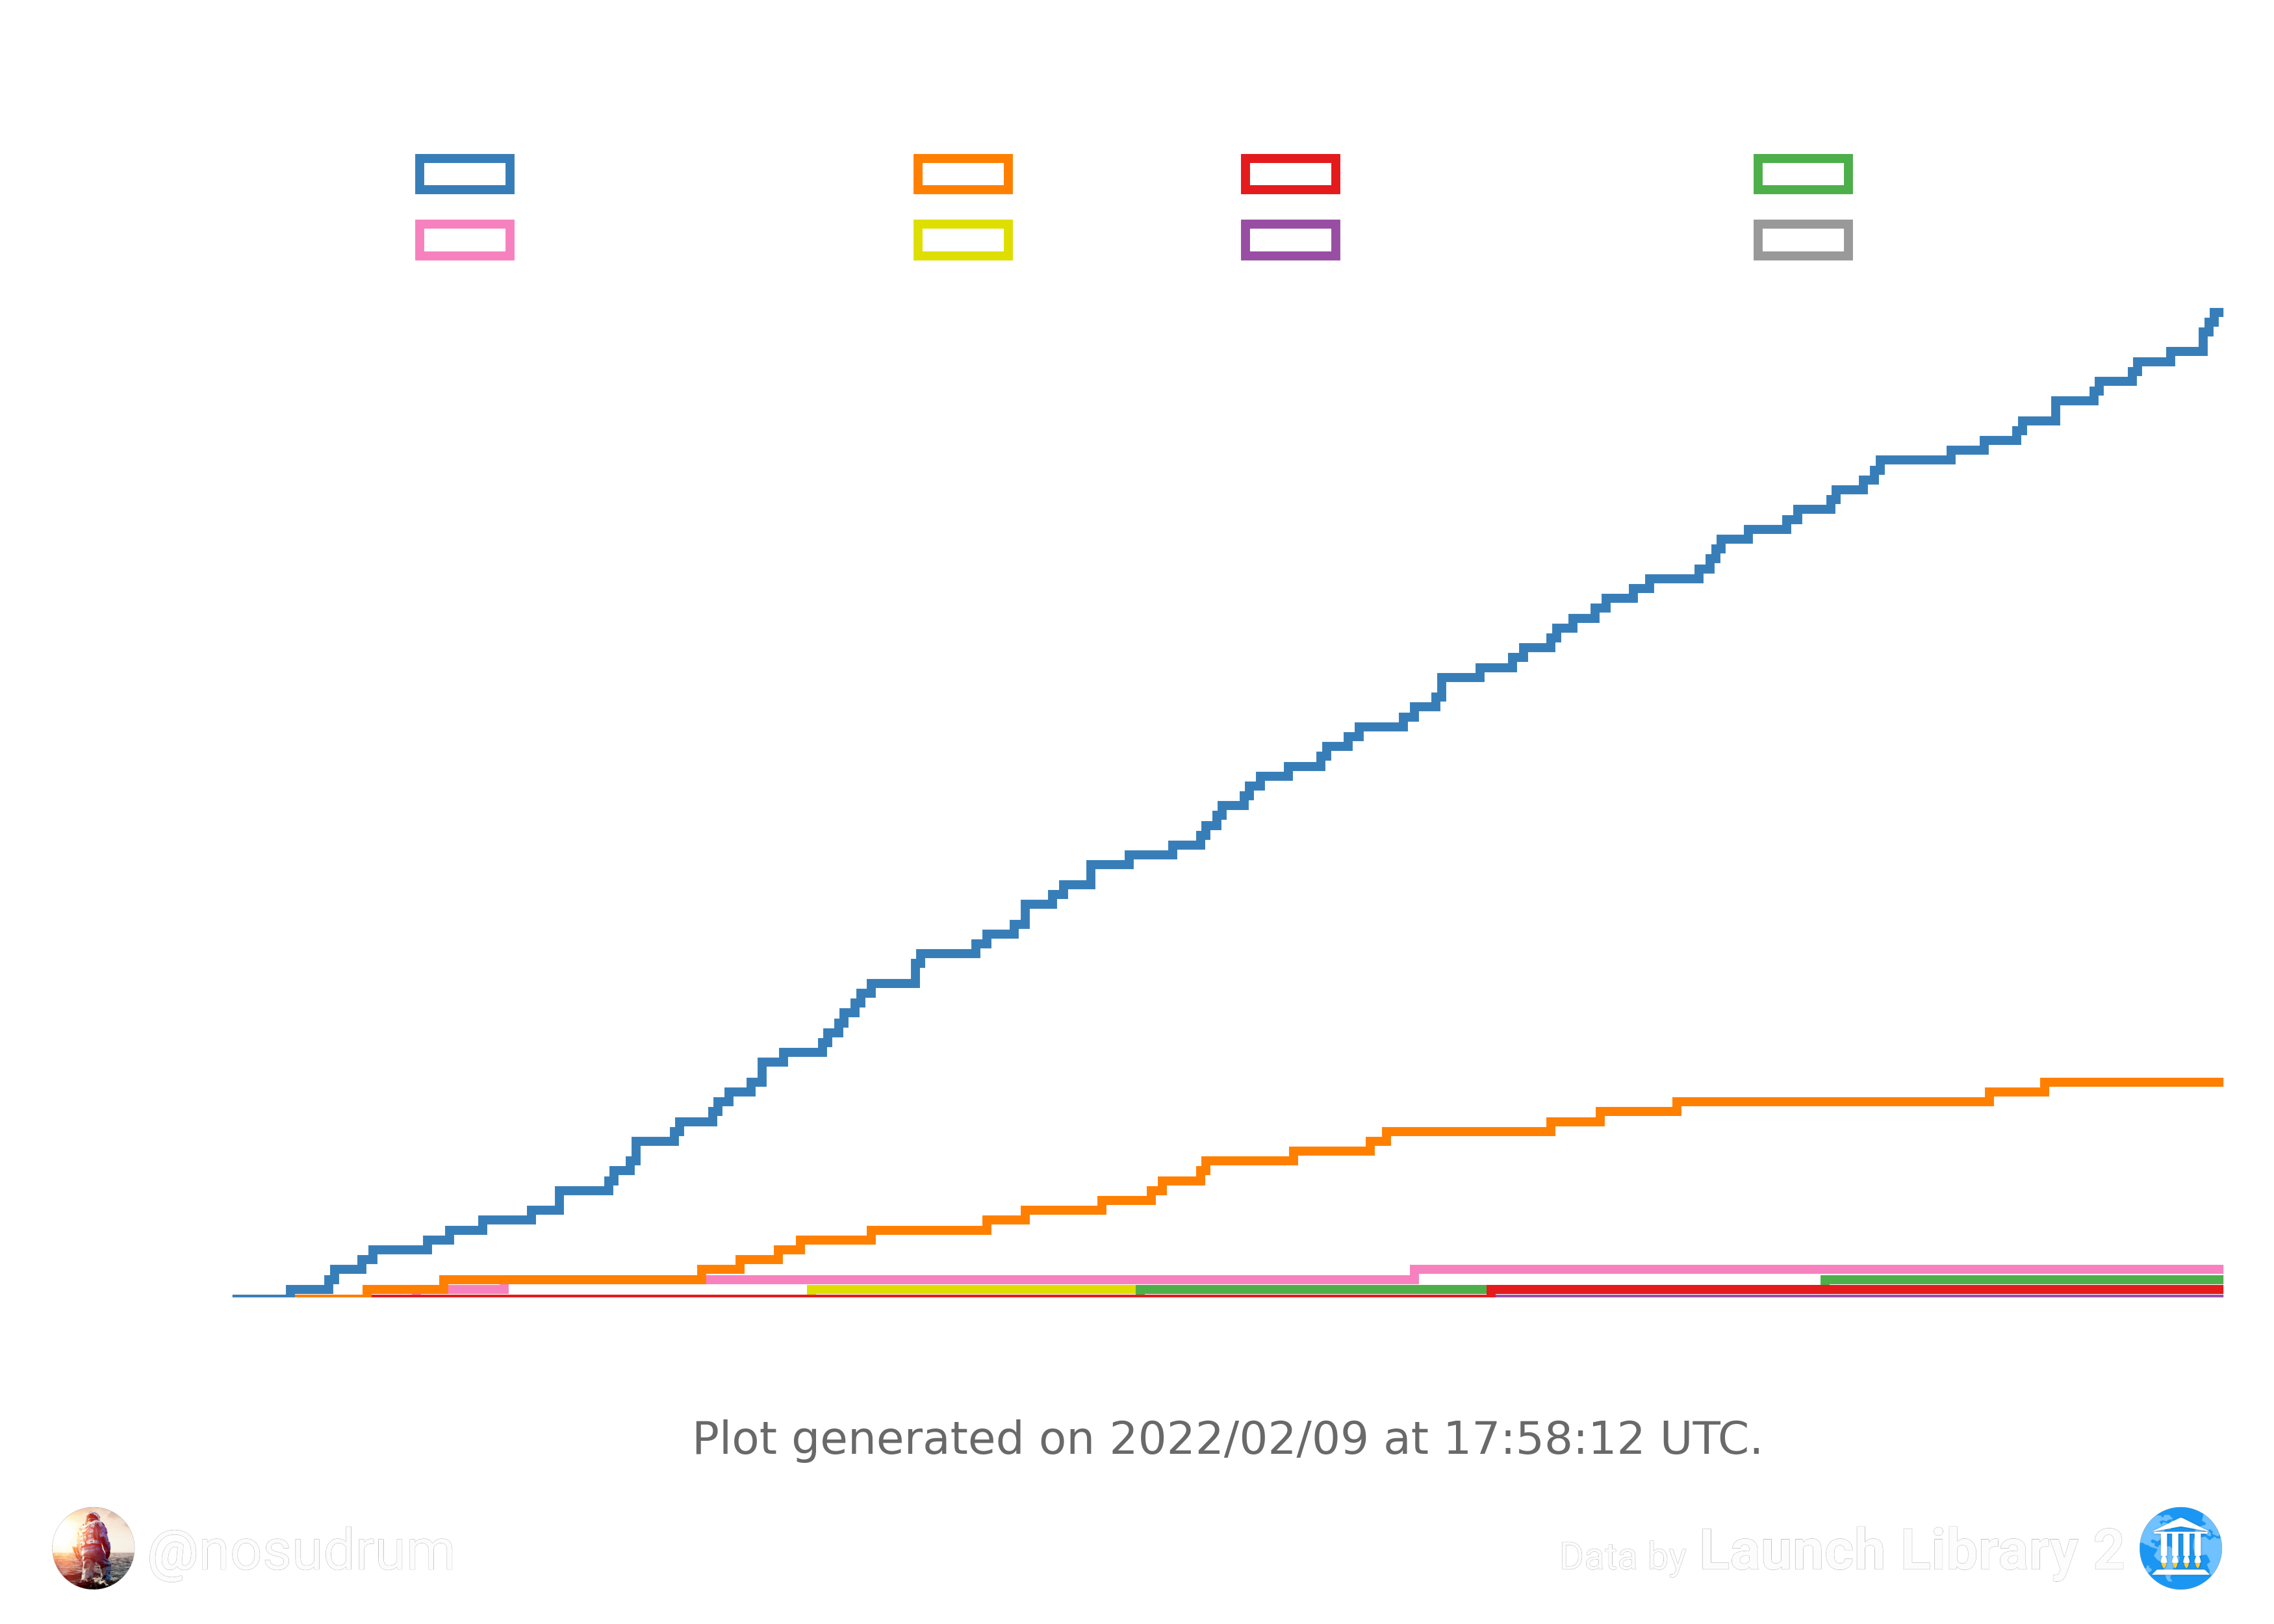 Plot generated on 2022/02/09 at 17:58:12 UTC.
@nosudrum
Data by Launch Library 2